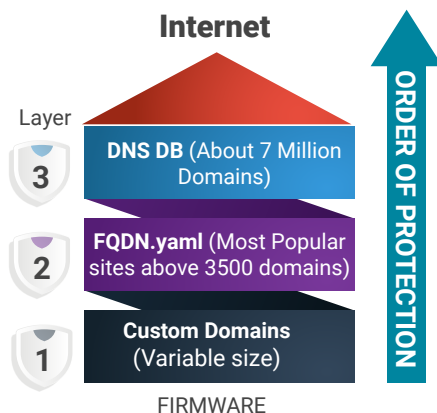 Internet
Layer
3
DNS DB (About 7 Million
Domains)
2
FQDN.yaml (Most Popular
sites above 3500 domains)
1
Custom Domains
(Variable size)
FIRMWARE
ORDER OF PROTECTION